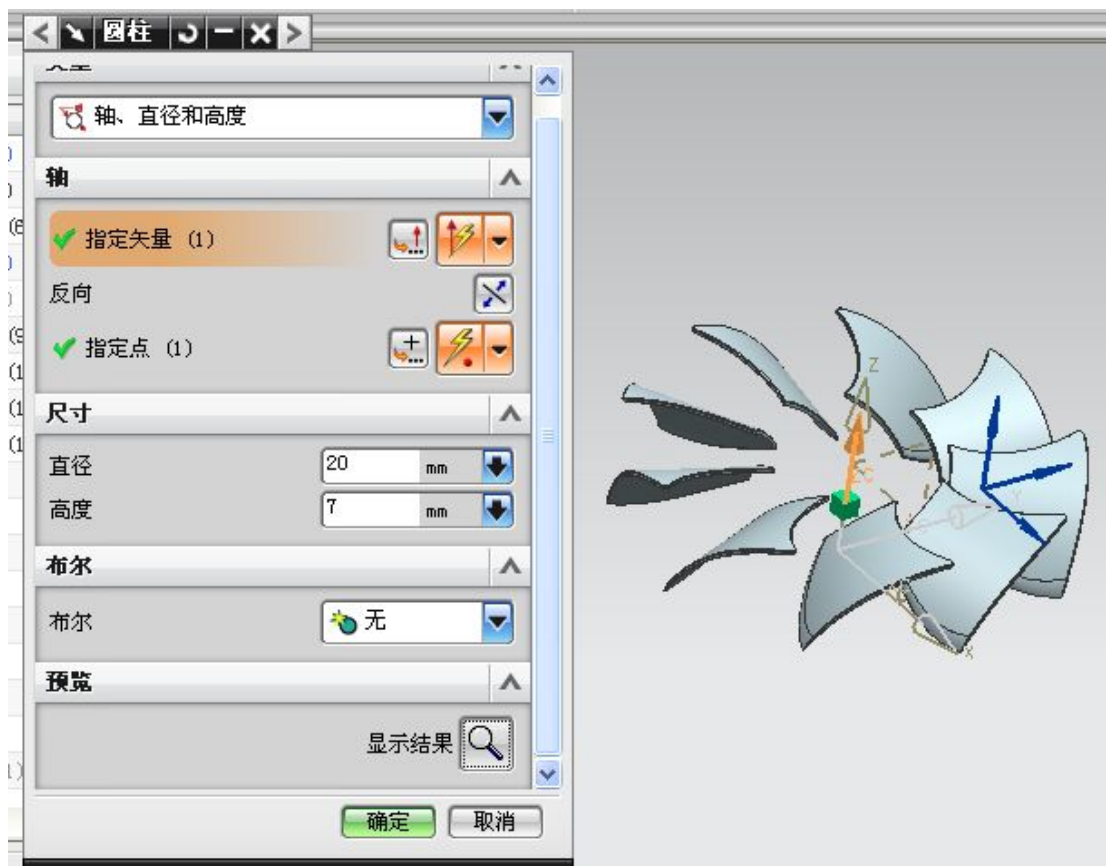 圆柱
轴、直径和高度
轴
指定矢量 (1)
反向
指定点 (1)
尺寸
直径 20 mm
高度 7 mm
布尔
布尔 无
预览
显示结果
确定 取消
Z
Y
X